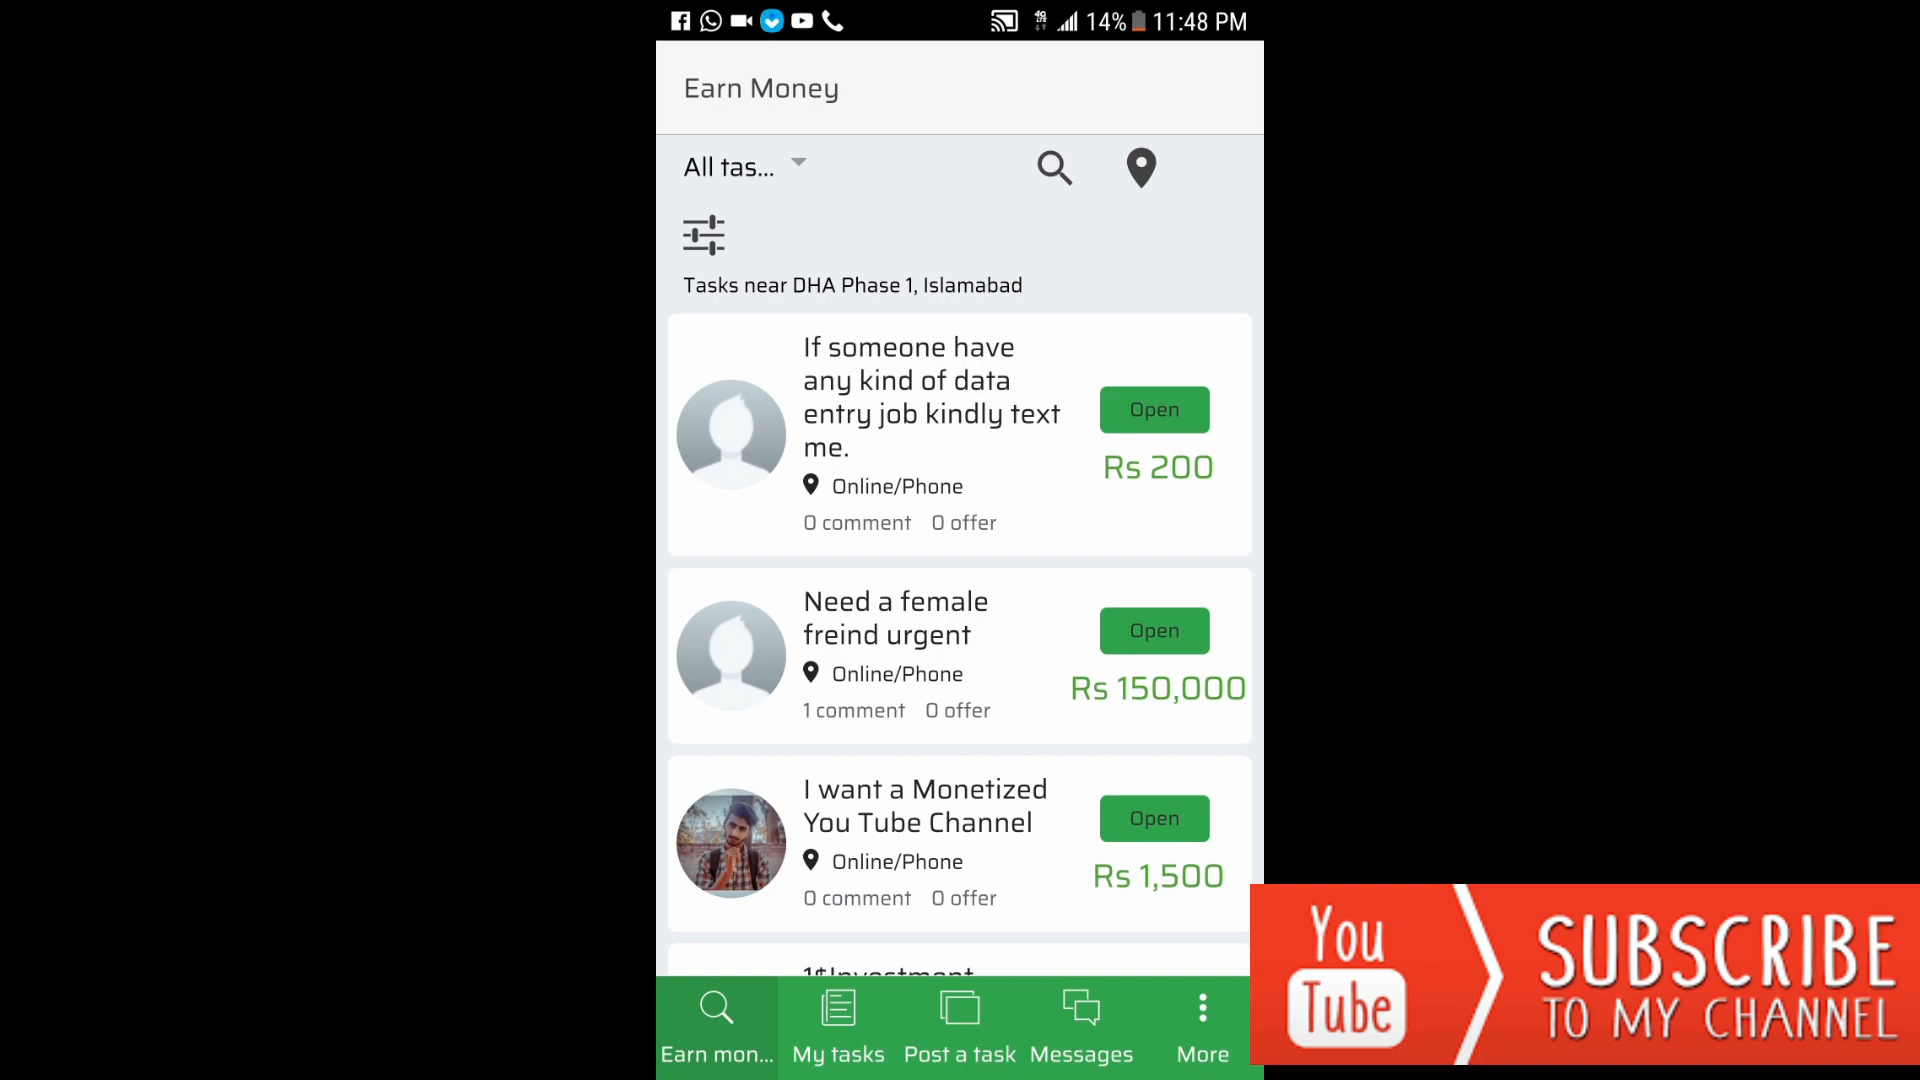 14% 11:48 PM
Earn Money
All tas...
Tasks near DHA Phase 1, Islamabad
If someone have
any kind of data
entry job kindly text
me.
Open
Rs 200
Online/Phone
0 comment 0 offer
Need a female
freind urgent
Open
Rs 150,000
Online/Phone
1 comment 0 offer
I want a Monetized
You Tube Channel
Open
Rs 1,500
Online/Phone
0 comment 0 offer
1$Investment
Earn mon... My tasks Post a task Messages More
You
Tube
SUBSCRIBE
TO MY CHANNEL